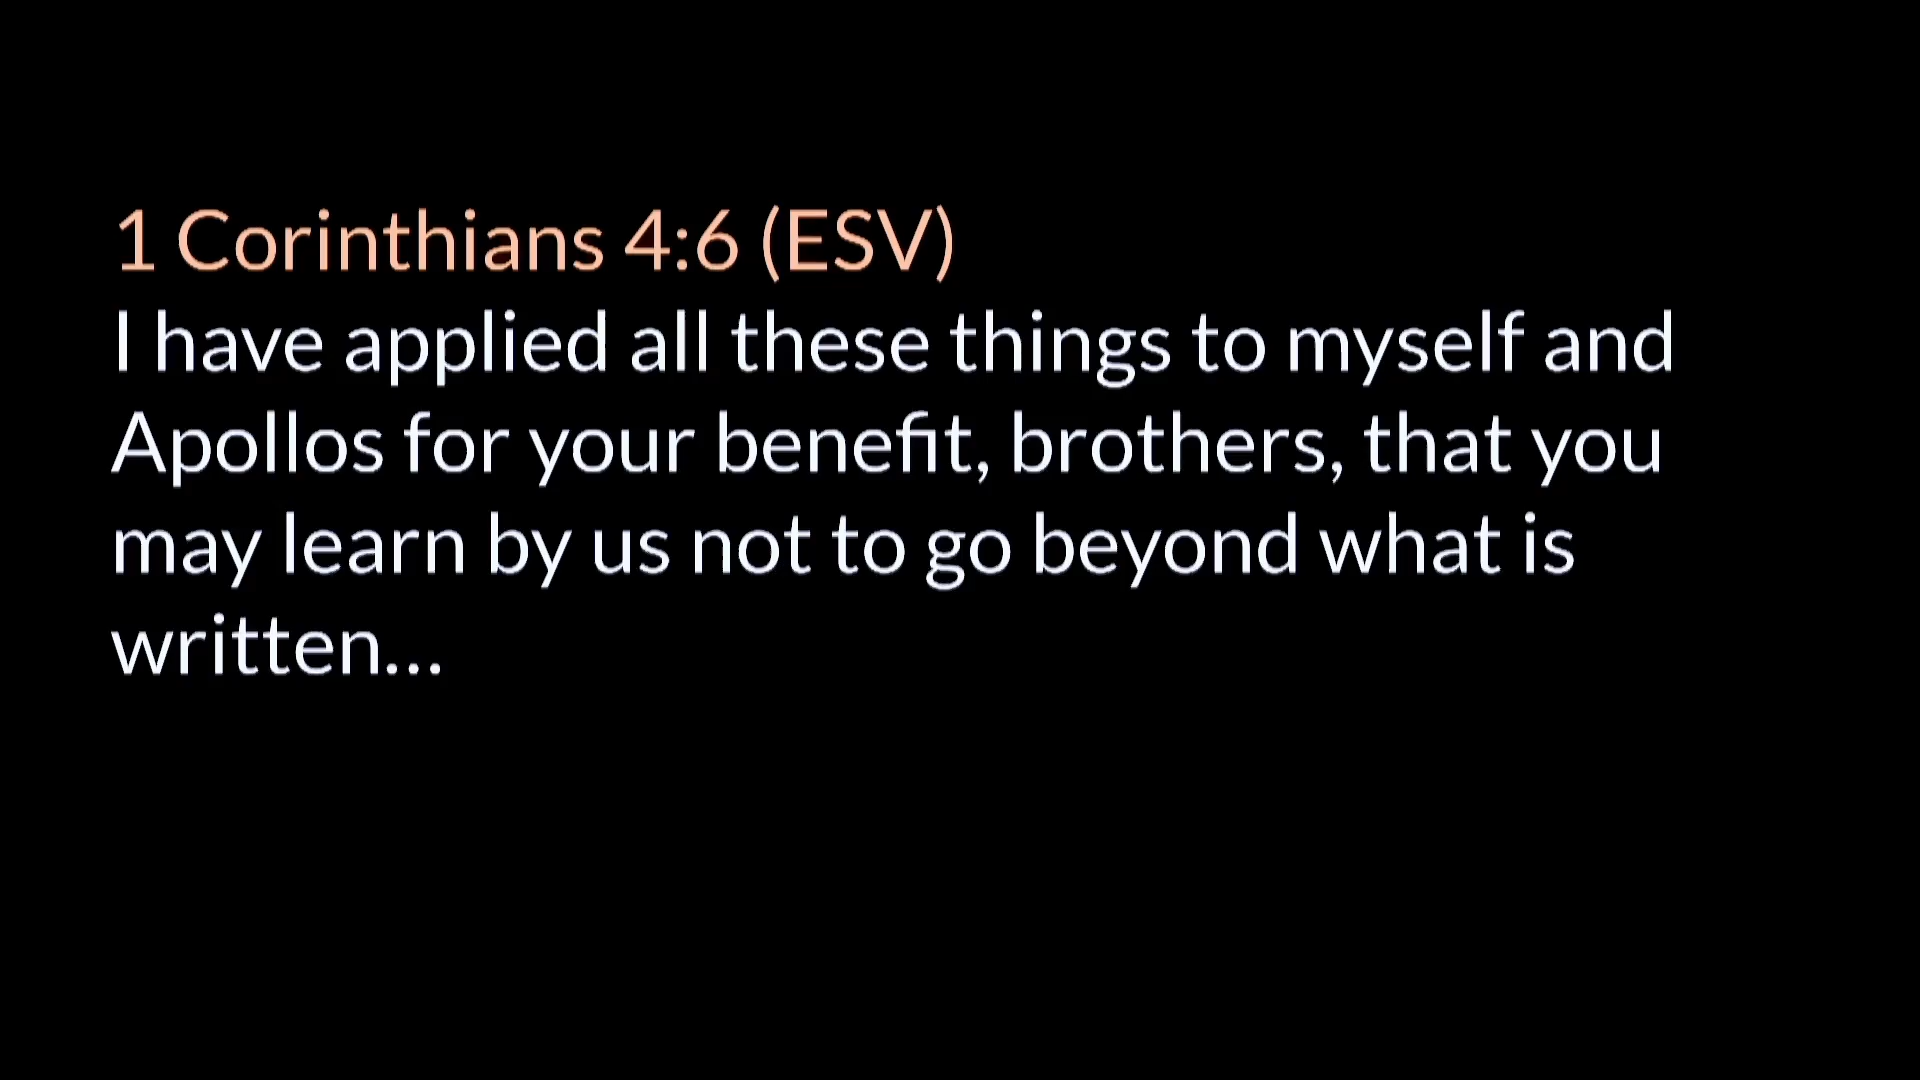 1 Corinthians 4:6 (ESV)
I have applied all these things to myself and
Apollos for your benefit, brothers, that you
may learn by us not to go beyond what is
written...